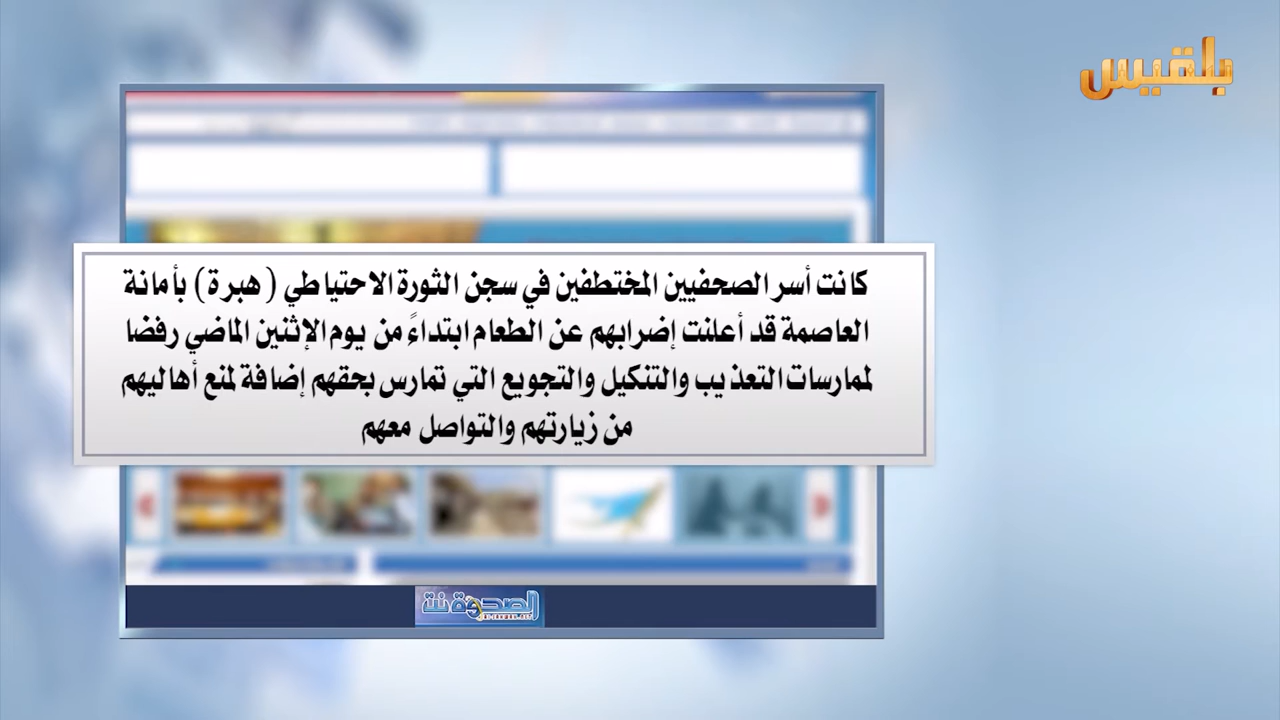 بلقيس
كانت أسر الصحفيين المختطفين في سجن الثورة الاحتياطي ( هبرة ) بأمانة
العاصمة قد أعلنت إضرابهم عن الطعام ابتداءً من يوم الإثنين الماضي رفضا
لممارسات التعذيب والتنكيل والتجويع التي تمارس بحقهم إضافة لمنع أهاليهم
من زيارتهم والتواصل معهم
الصحوة نت